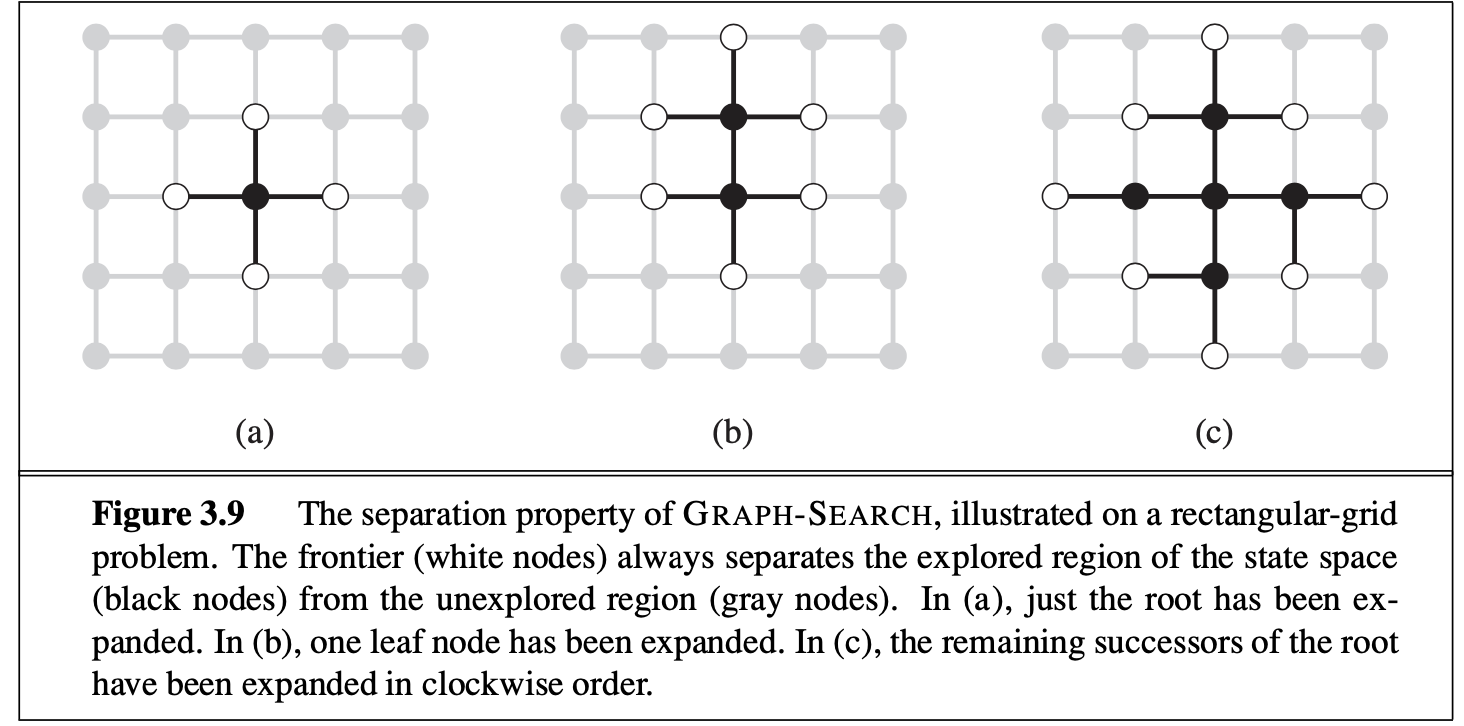 (a) (b) (c)
Figure 3.9 The separation property of GRAPH-SEARCH, illustrated on a rectangular-grid
problem. The frontier (white nodes) always separates the explored region of the state space
(black nodes) from the unexplored region (gray nodes). In (a), just the root has been ex-
panded. In (b), one leaf node has been expanded. In (c), the remaining successors of the root
have been expanded in clockwise order.